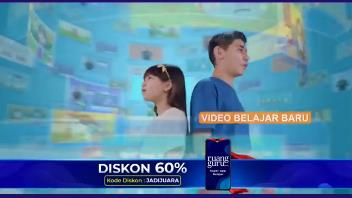 VIDEO BELAJAR BARU
DISKON 60%
Kode Diskon : JADIJUARA
ruang
guru